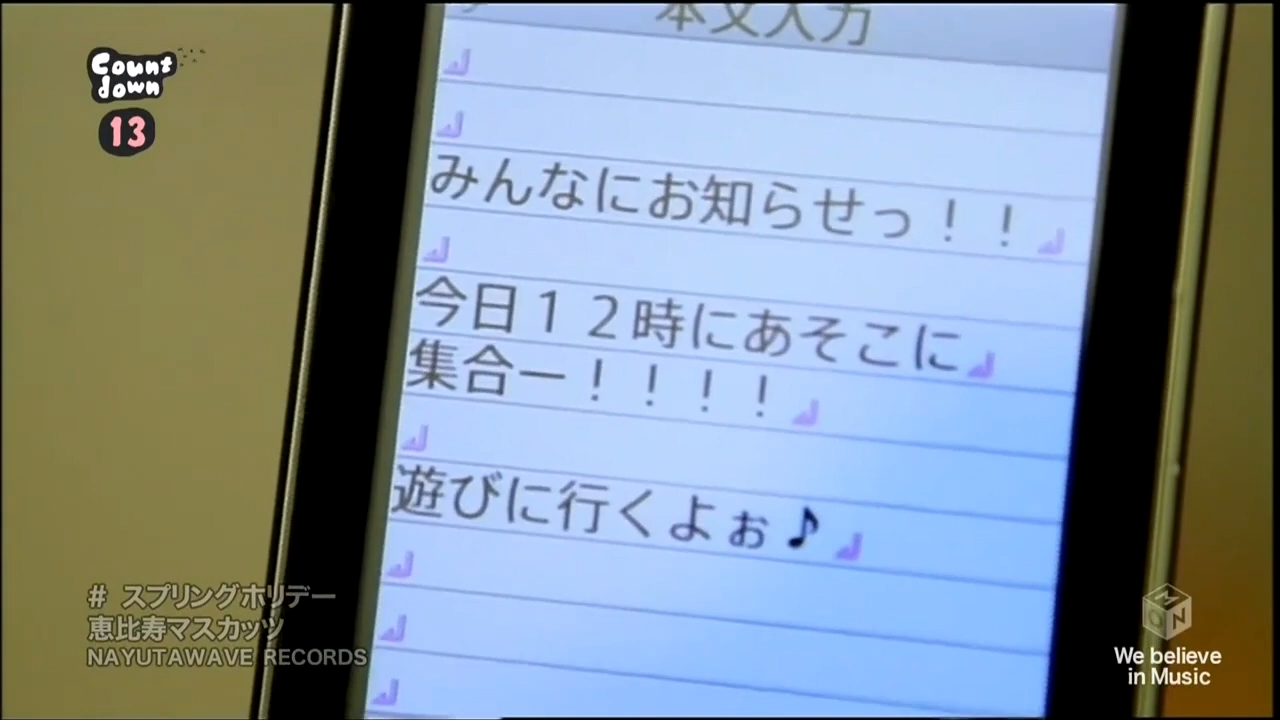 Count
down
13
本文入力
みんなにお知らせっ！！
今日１２時にあそこに
集合ー！！！！
遊びに行くよぉ♪
# スプリングホリデー
恵比寿マスカッツ
NAYUTAWAVE RECORDS
M
ON
We believe
in Music